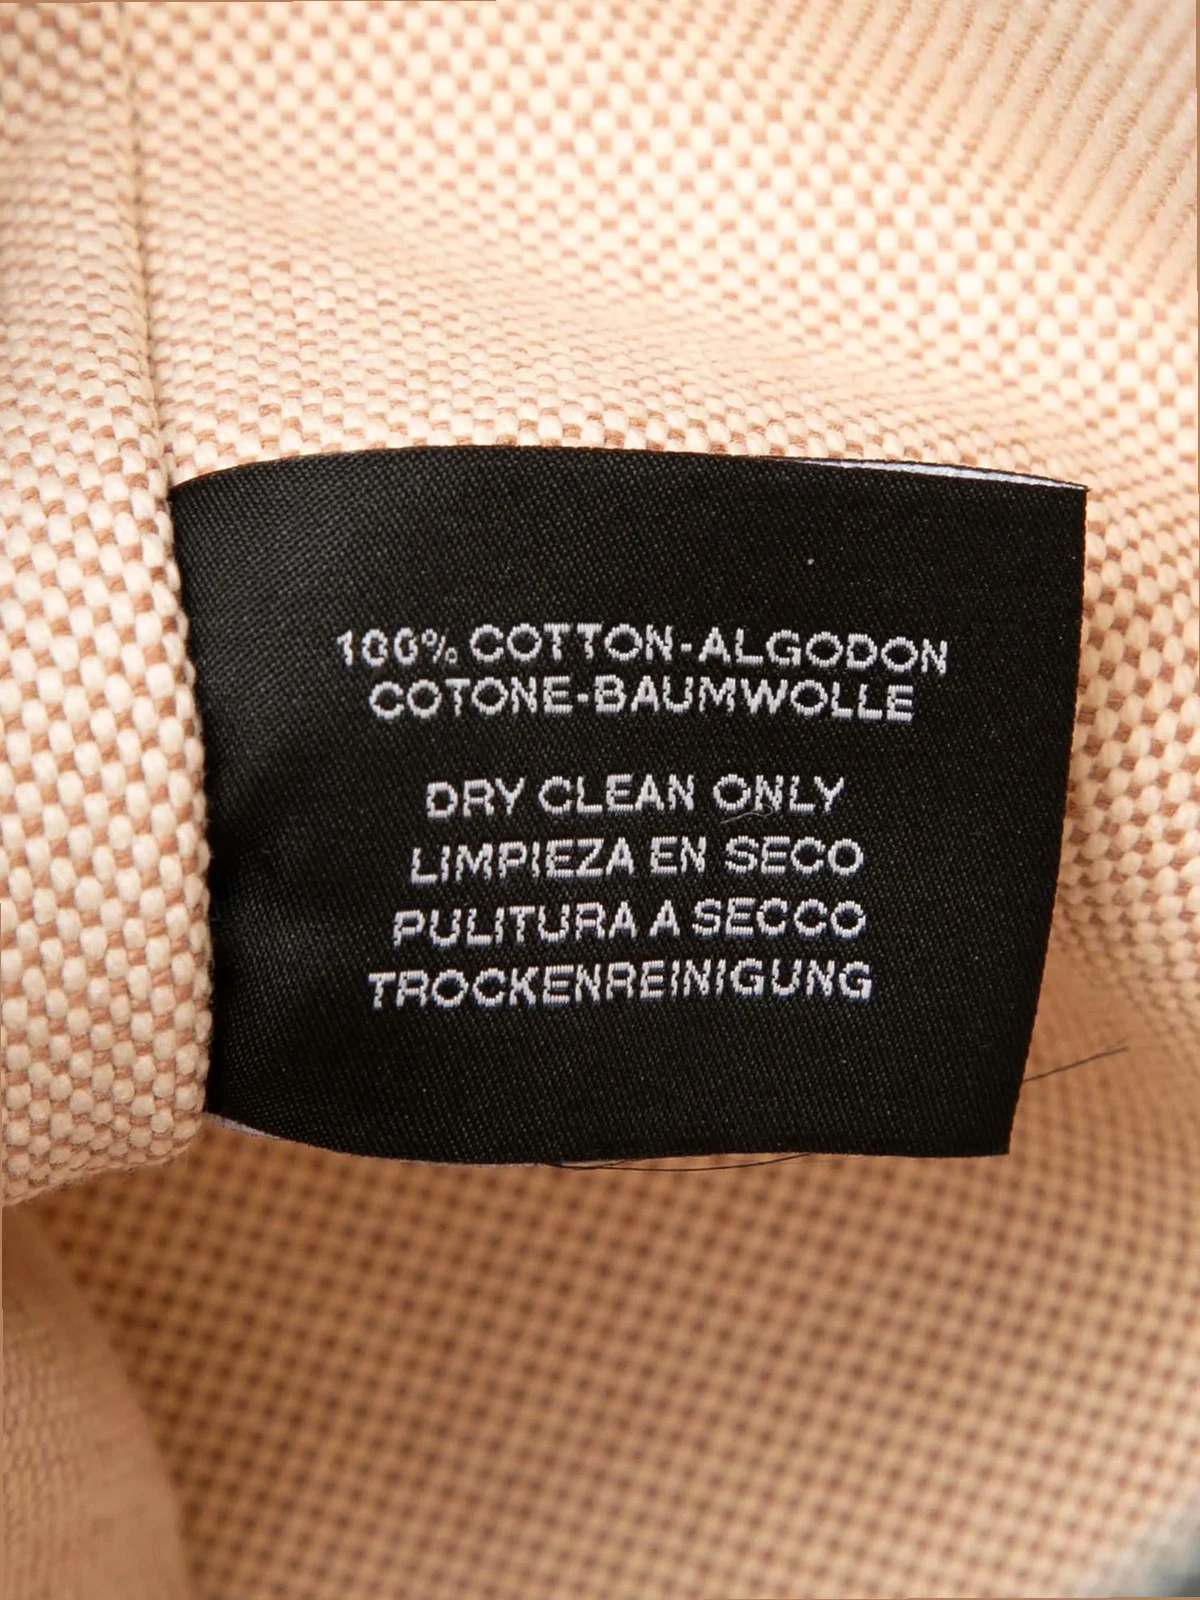 100% COTTON-ALGODON
COTONE-BAUMWOLLE
DRY CLEAN ONLY
LIMPIEZA EN SECO
PULITURA A SECCO
TROCKENREINIGUNG